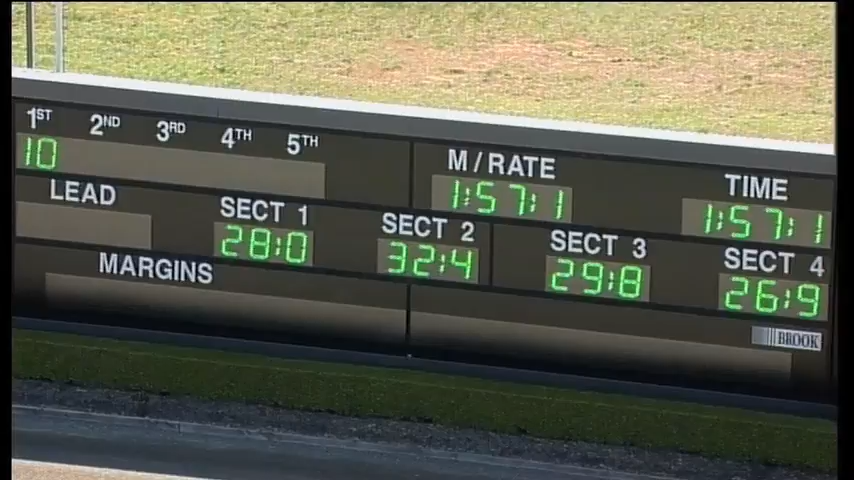 1ST 2ND 3RD 4TH 5TH
10
M/RATE TIME
1:57:1 1:57:1
LEAD SECT 1 SECT 2 SECT 3 SECT 4
28:0 32:4 29:8 26:9
MARGINS
BROOK